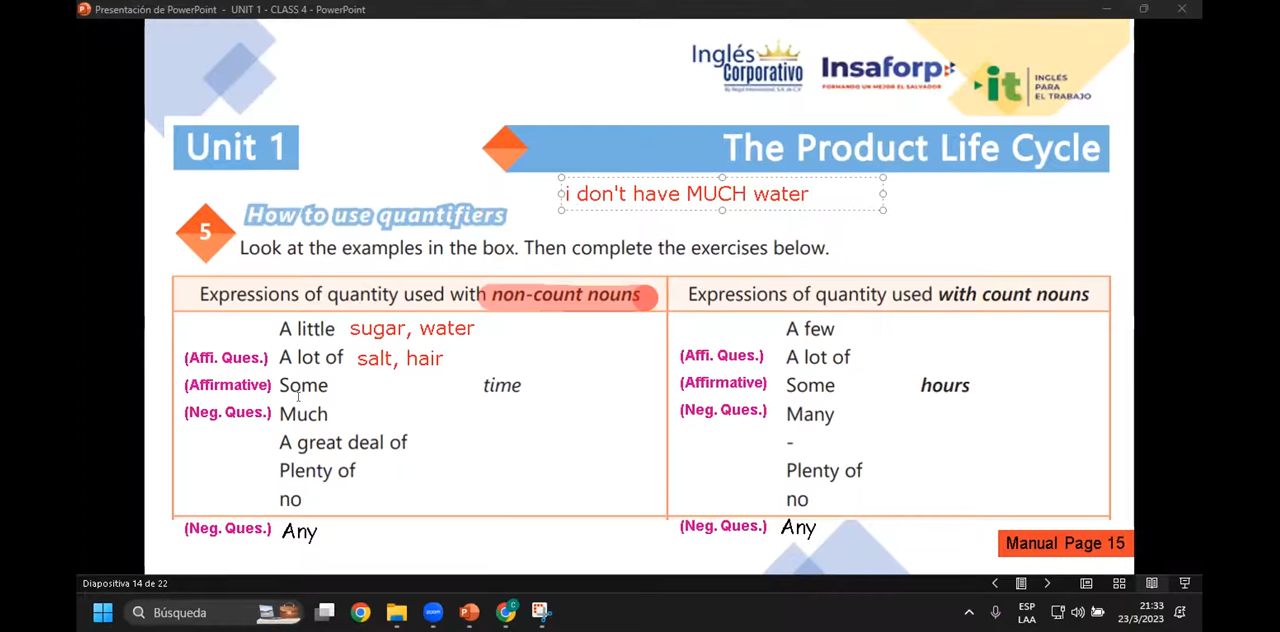 Presentación de PowerPoint - UNIT 1 - CLASS 4 - PowerPoint
Inglés Corporativo
By Regal International, S.A. de C.V.
Insaforp
FORMANDO UN MEJOR EL SALVADOR
it INGLÉS PARA EL TRABAJO
Unit 1
The Product Life Cycle
i don't have MUCH water
5 How to use quantifiers
Look at the examples in the box. Then complete the exercises below.
Expressions of quantity used with non-count nouns
Expressions of quantity used with count nouns
A little sugar, water
(Affi. Ques.) A lot of salt, hair
(Affirmative) Some time
(Neg. Ques.) Much
A great deal of
Plenty of
no
(Neg. Ques.) Any
A few
(Affi. Ques.) A lot of
(Affirmative) Some hours
(Neg. Ques.) Many
-
Plenty of
no
(Neg. Ques.) Any
Manual Page 15
Diapositiva 14 de 22
Búsqueda
ESP
LAA
21:33
23/3/2023